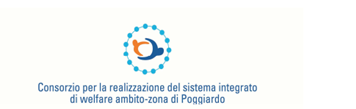 Consorzio per la realizzazione del sistema integrato
di welfare ambito-zona di Poggiardo